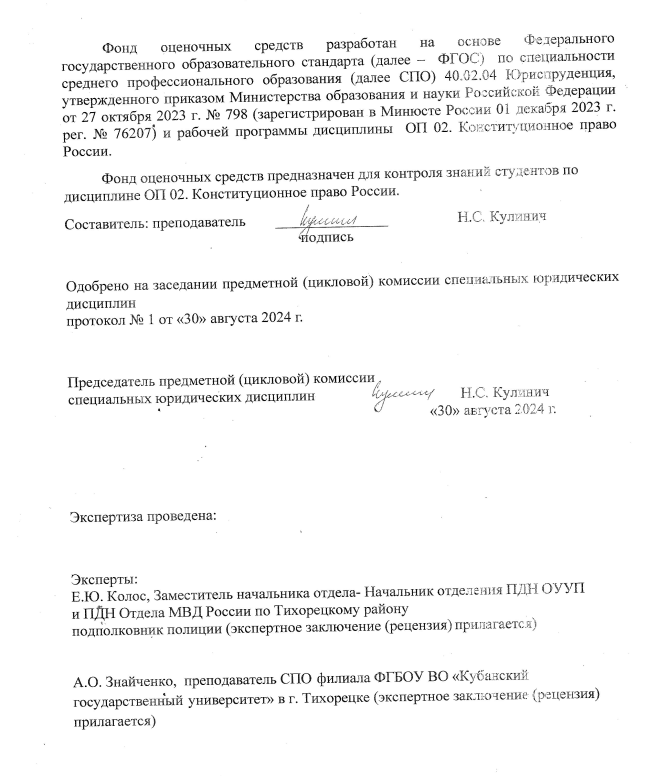 Фонд оценочных средств разработан на основе Федерального
государственного образовательного стандарта (далее – ФГОС) по специальности
среднего профессионального образования (далее СПО) 40.02.04 Юриспруденция,
утвержденного приказом Министерства образования и науки Российской Федерации
от 27 октября 2023 г. № 798 (зарегистрирован в Минюсте России 01 декабря 2023 г.
рег. № 76207) и рабочей программы дисциплины ОП 02. Конституционное право
России.
Фонд оценочных средств предназначен для контроля знаний студентов по
дисциплине ОП 02. Конституционное право России.
Составитель: преподаватель Н.С. Кулинич
подпись
Одобрено на заседании предметной (цикловой) комиссии специальных юридических
дисциплин
протокол № 1 от «30» августа 2024 г.
Председатель предметной (цикловой) комиссии
специальных юридических дисциплин Н.С. Кулинич
«30» августа 2024 г.
Экспертиза проведена:
Эксперты:
Е.Ю. Колос, Заместитель начальника отдела- Начальник отделения ПДН ОУУП
и ПДН Отдела МВД России по Тихорецкому району
подполковник полиции (экспертное заключение (рецензия) прилагается)
А.О. Знайченко, преподаватель СПО филиала ФГБОУ ВО «Кубанский
государственный университет» в г. Тихорецке (экспертное заключение (рецензия)
прилагается)